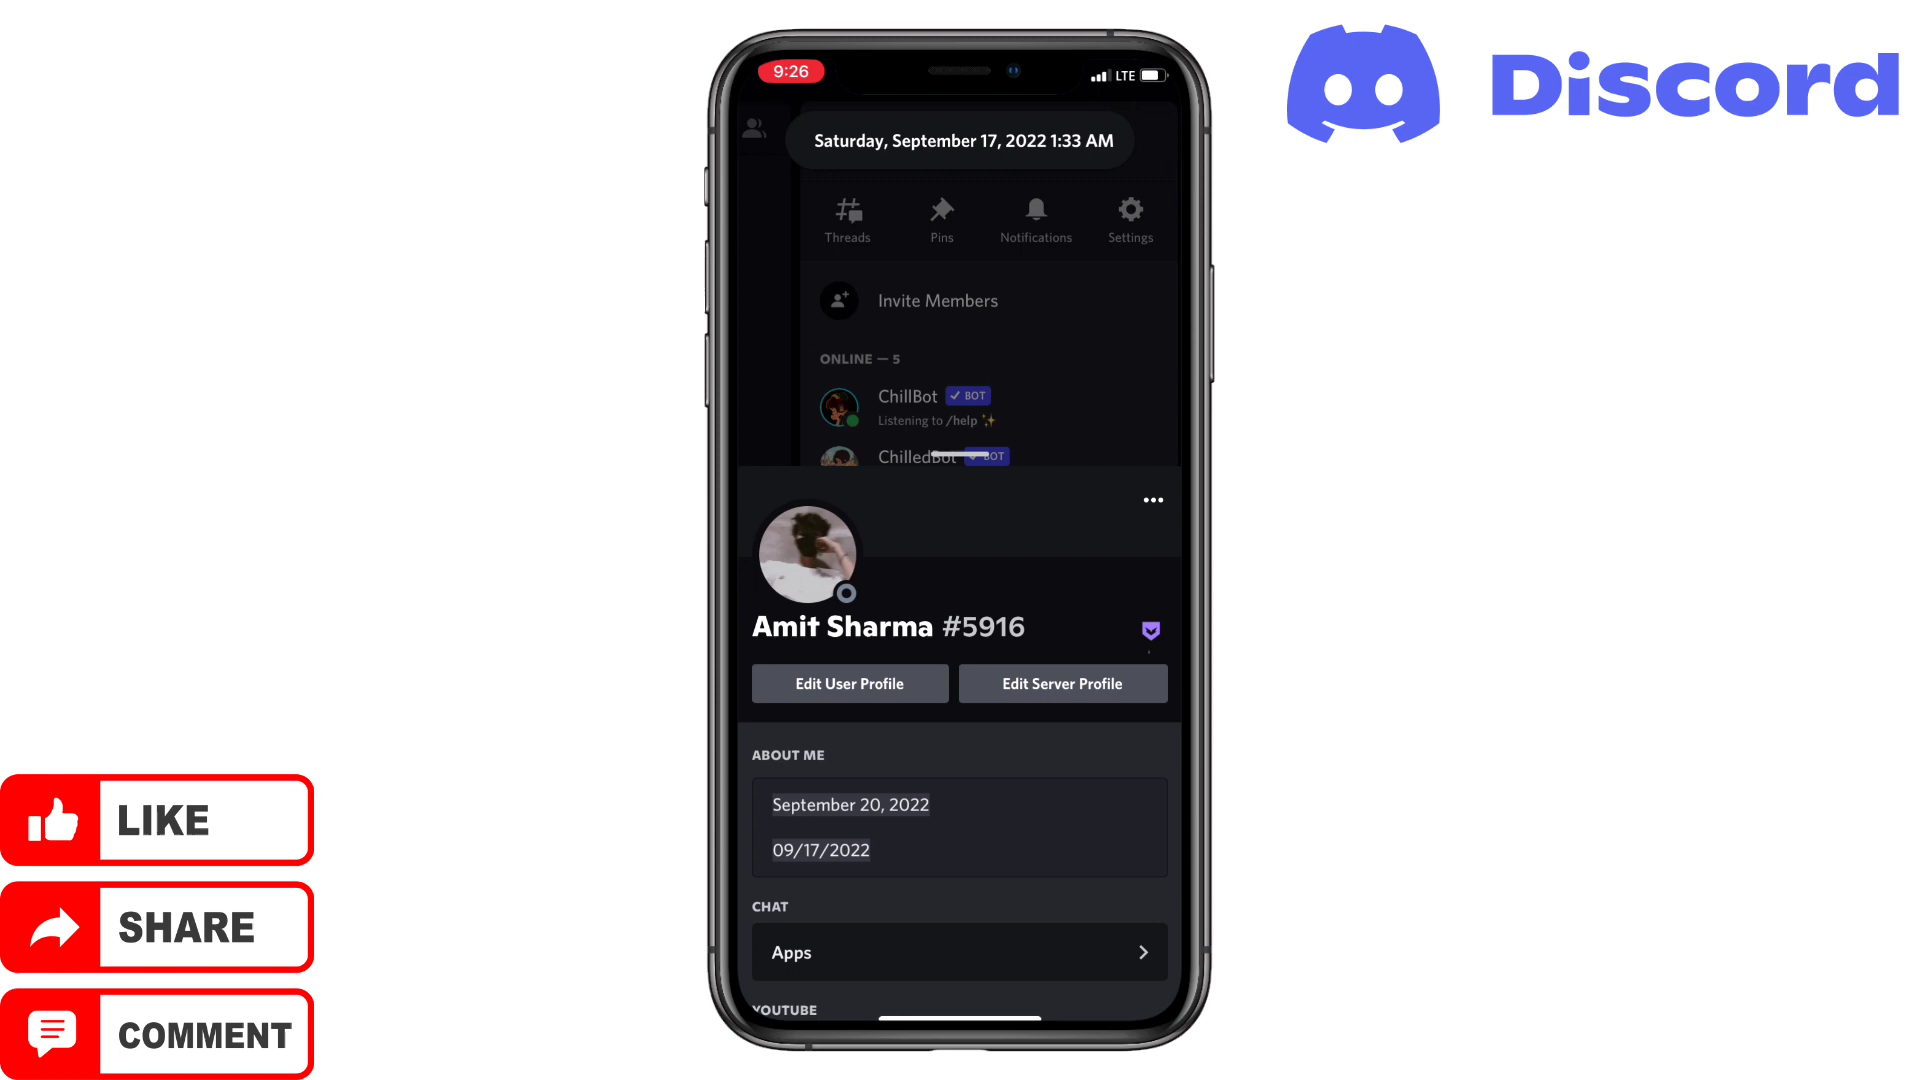 9:26
LTE
Discord
Saturday, September 17, 2022 1:33 AM
Threads
Pins
Notifications
Settings
Invite Members
ONLINE — 5
ChillBot
BOT
Listening to /help ✨
ChilledBot
BOT
Amit Sharma #5916
Edit User Profile
Edit Server Profile
ABOUT ME
September 20, 2022
09/17/2022
CHAT
Apps
YOUTUBE
LIKE
SHARE
COMMENT